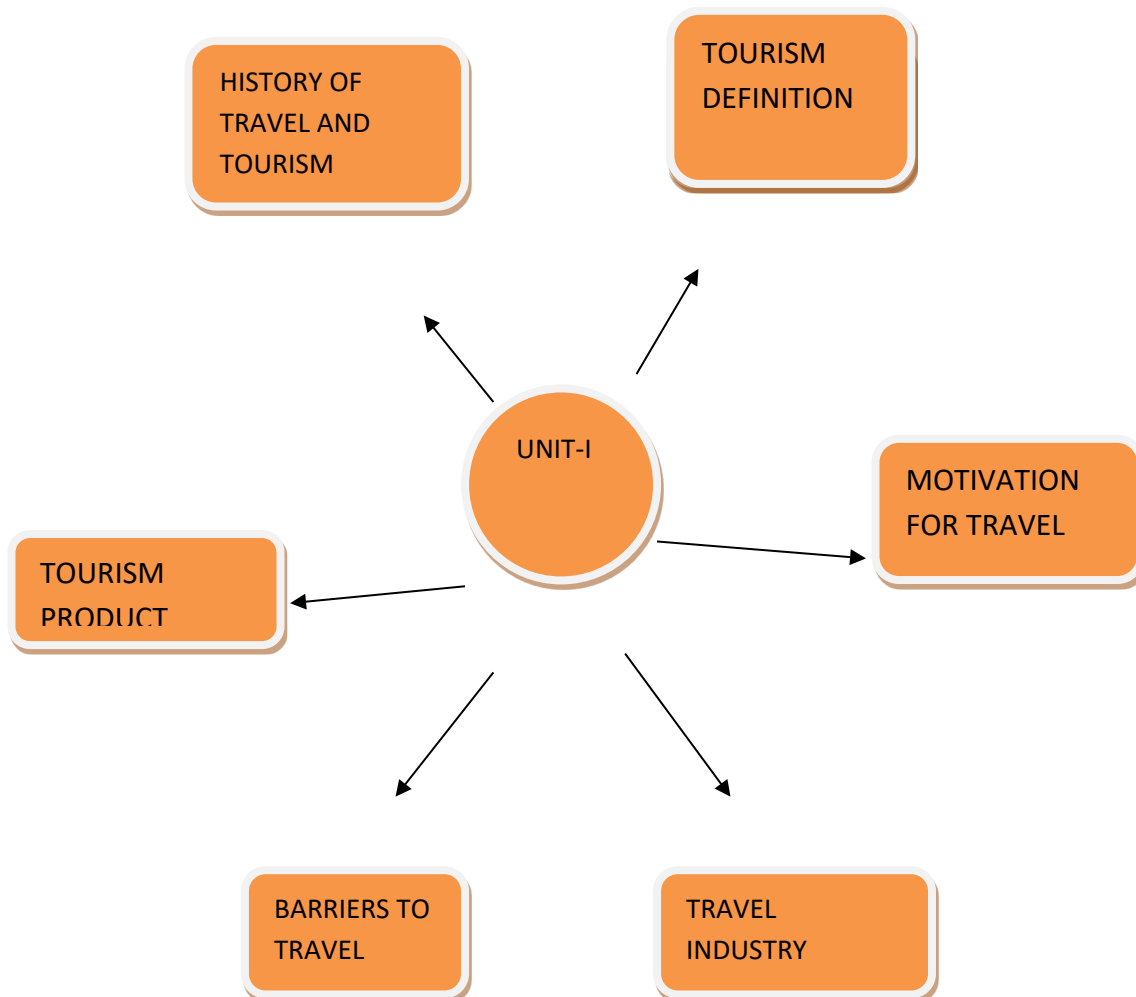 HISTORY OF
TRAVEL AND
TOURISM
TOURISM
DEFINITION
UNIT-I
MOTIVATION
FOR TRAVEL
TOURISM
PRODUCT
BARRIERS TO
TRAVEL
TRAVEL
INDUSTRY